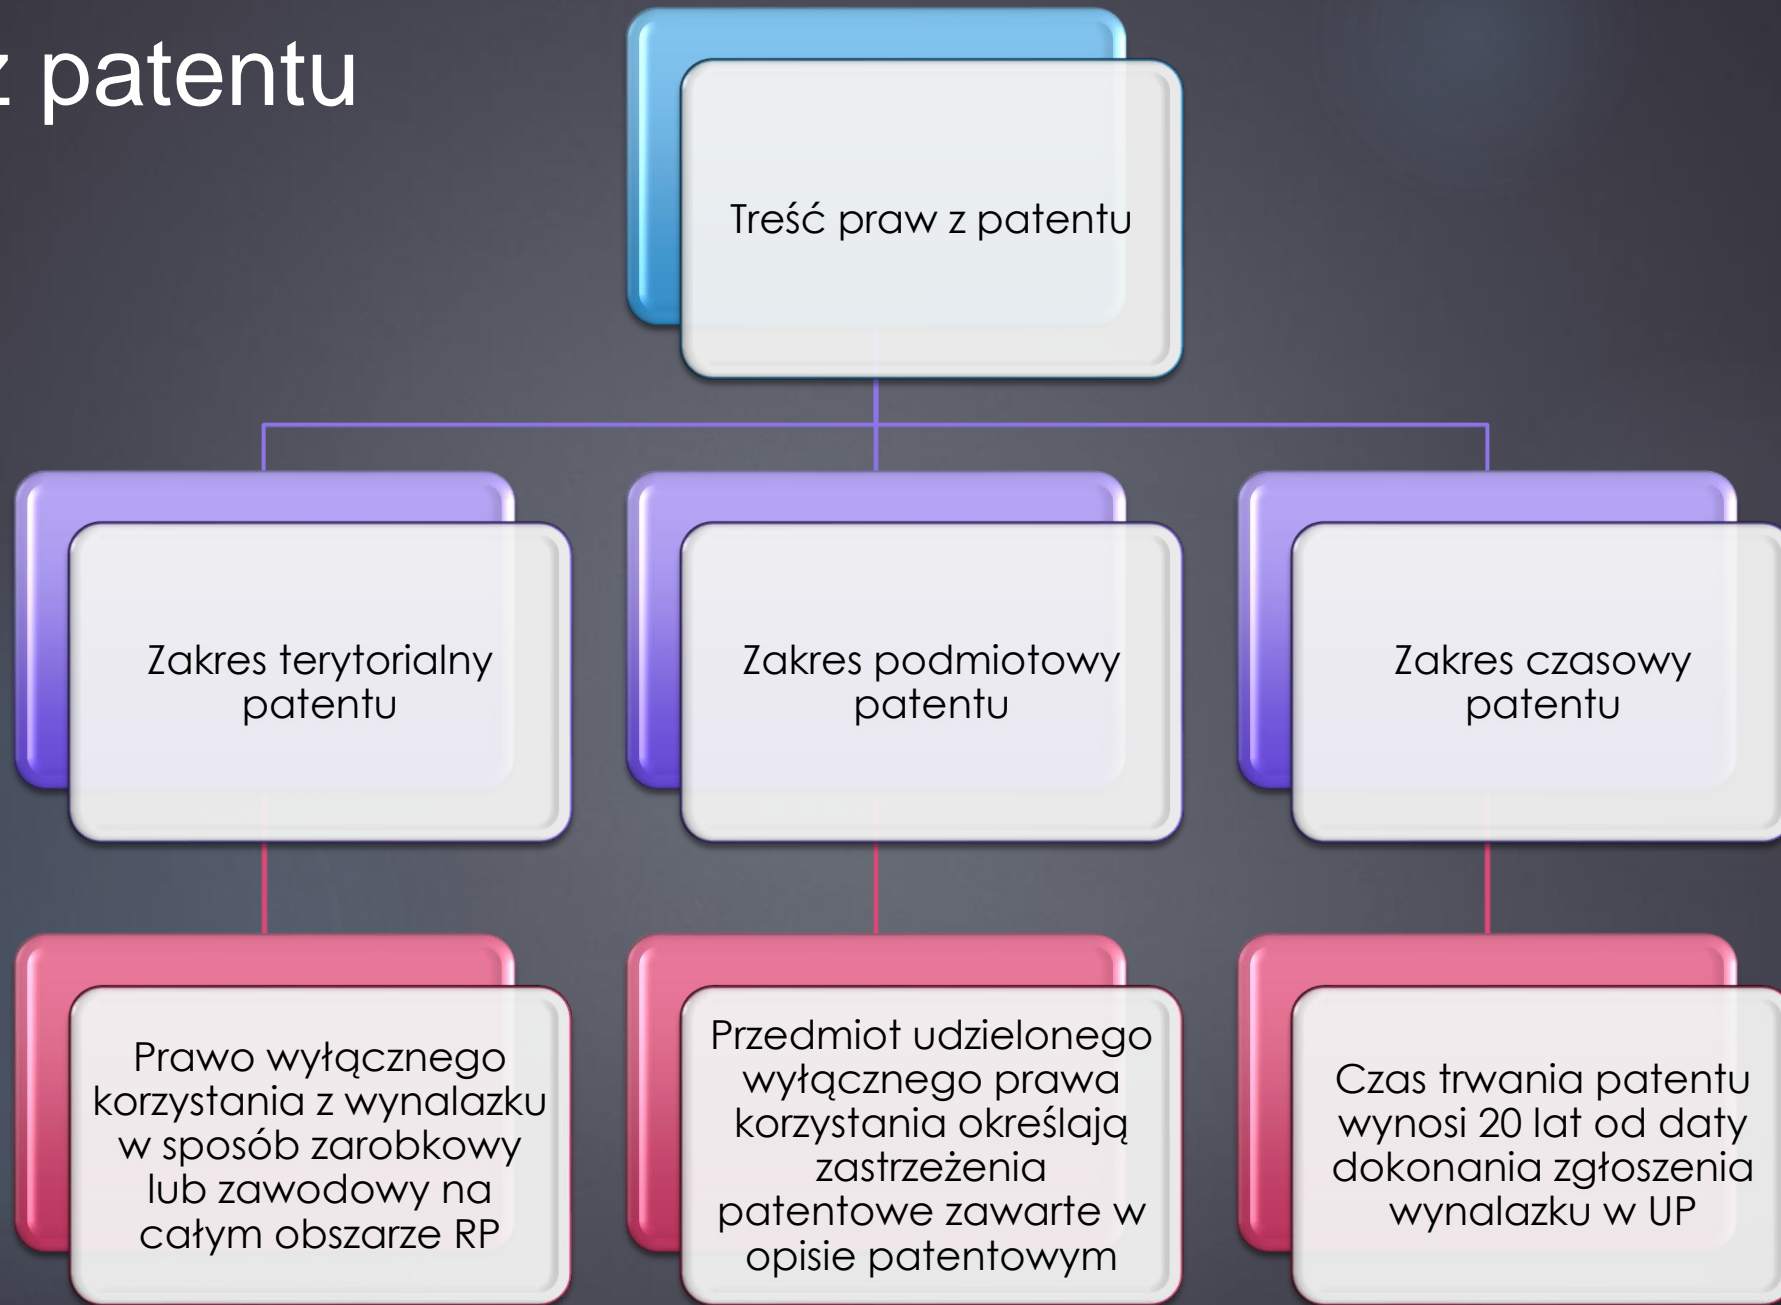 z patentu
Treść praw z patentu
Zakres terytorialny
patentu
Zakres podmiotowy
patentu
Zakres czasowy
patentu
Prawo wyłącznego
korzystania z wynalazku
w sposób zarobkowy
lub zawodowy na
całym obszarze RP
Przedmiot udzielonego
wyłącznego prawa
korzystania określają
zastrzeżenia
patentowe zawarte w
opisie patentowym
Czas trwania patentu
wynosi 20 lat od daty
dokonania zgłoszenia
wynalazku w UP